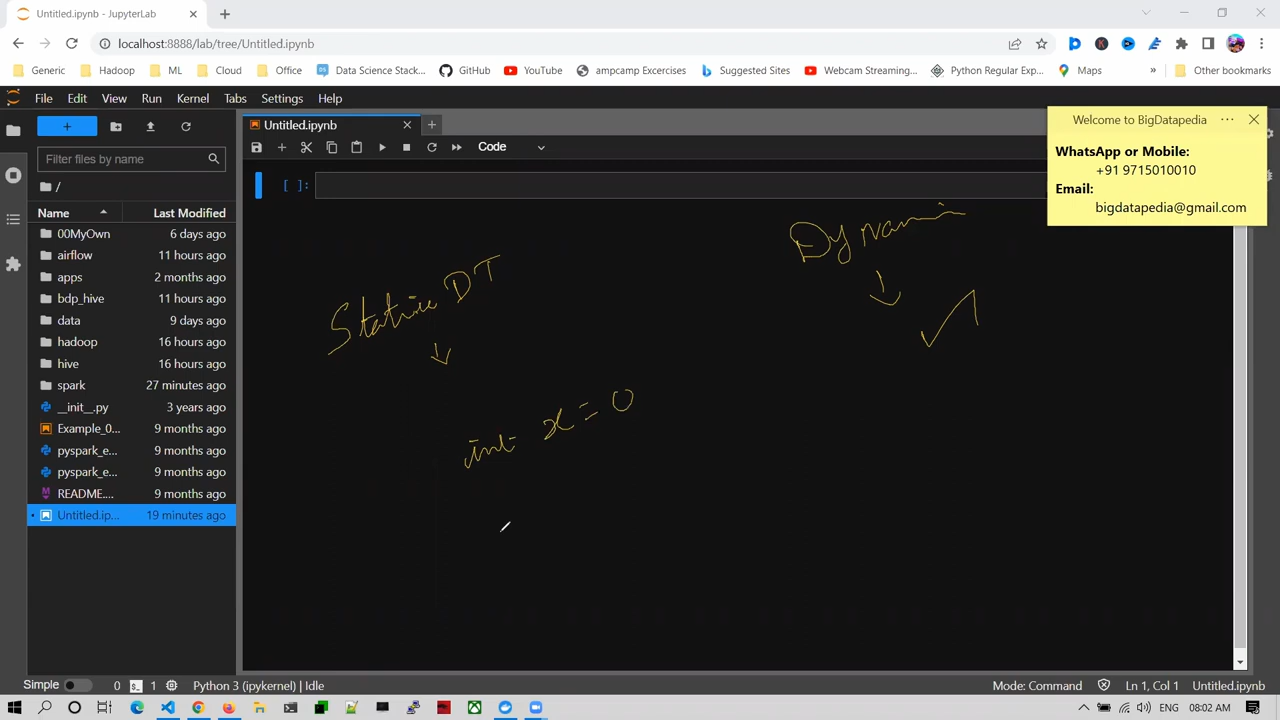 Untitled.ipynb - JupyterLab
localhost:8888/lab/tree/Untitled.ipynb
Generic Hadoop ML Cloud Office Data Science Stack... GitHub YouTube ampcamp Excercises Suggested Sites Webcam Streaming... Python Regular Exp... Maps » Other bookmarks
File Edit View Run Kernel Tabs Settings Help
Untitled.ipynb
Code
Welcome to BigDatapedia ...
WhatsApp or Mobile:
+91 9715010010
Email:
bigdatapedia@gmail.com
Filter files by name
/
Name Last Modified
00MyOwn 6 days ago
airflow 11 hours ago
apps 2 months ago
bdp_hive 11 hours ago
data 9 days ago
hadoop 16 hours ago
hive 16 hours ago
spark 27 minutes ago
__init__.py 3 years ago
Example_0... 9 months ago
pyspark_e... 9 months ago
pyspark_e... 9 months ago
README.... 9 months ago
Untitled.ip... 19 minutes ago
[ ]:
DT
int x = 0
Simple 0 1 Python 3 (ipykernel) | Idle Mode: Command Ln 1, Col 1 Untitled.ipynb
ENG 08:02 AM